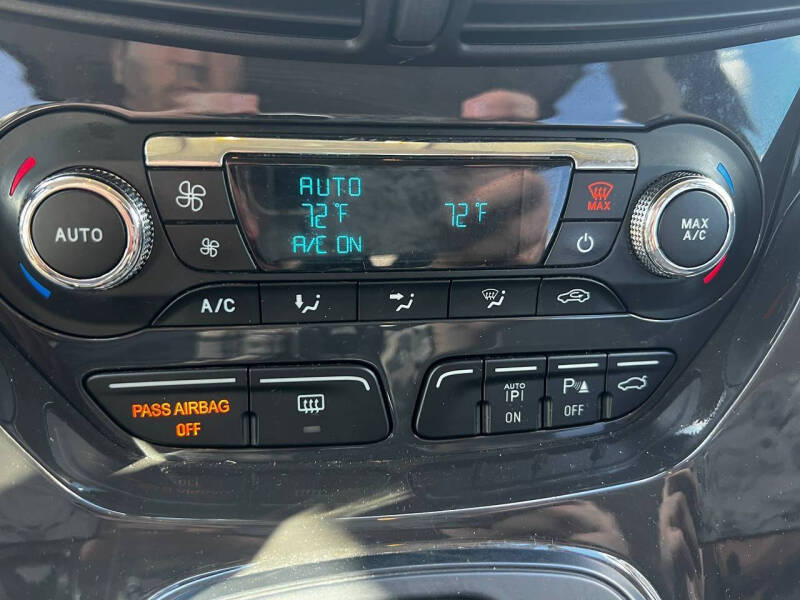 AUTO
72°F 72°F
A/C ON
MAX
AUTO
MAX
A/C
A/C
PASS AIRBAG
OFF
AUTO
|P|
ON
P
OFF